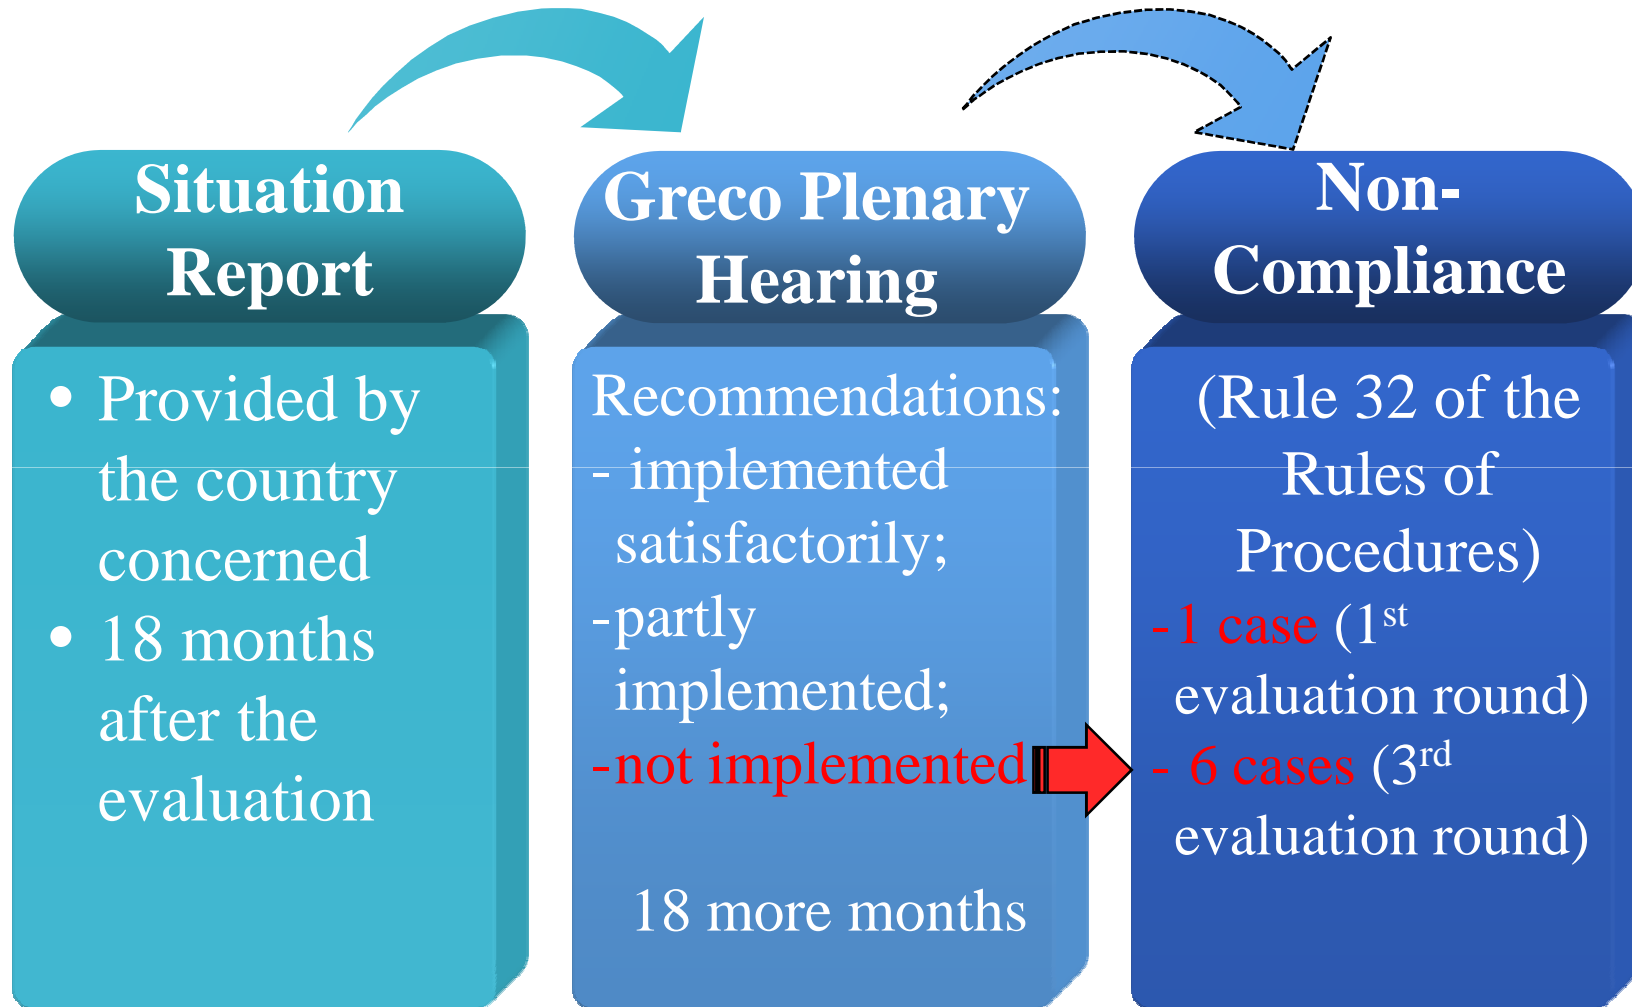 Situation
Report
• Provided by
the country
concerned
• 18 months
after the
evaluation
Greco Plenary
Hearing
Recommendations:
- implemented
satisfactorily;
-partly
implemented;
-not implemented
18 more months
Non-
Compliance
(Rule 32 of the
Rules of
Procedures)
-1 case (1st
evaluation round)
- 6 cases (3rd
evaluation round)